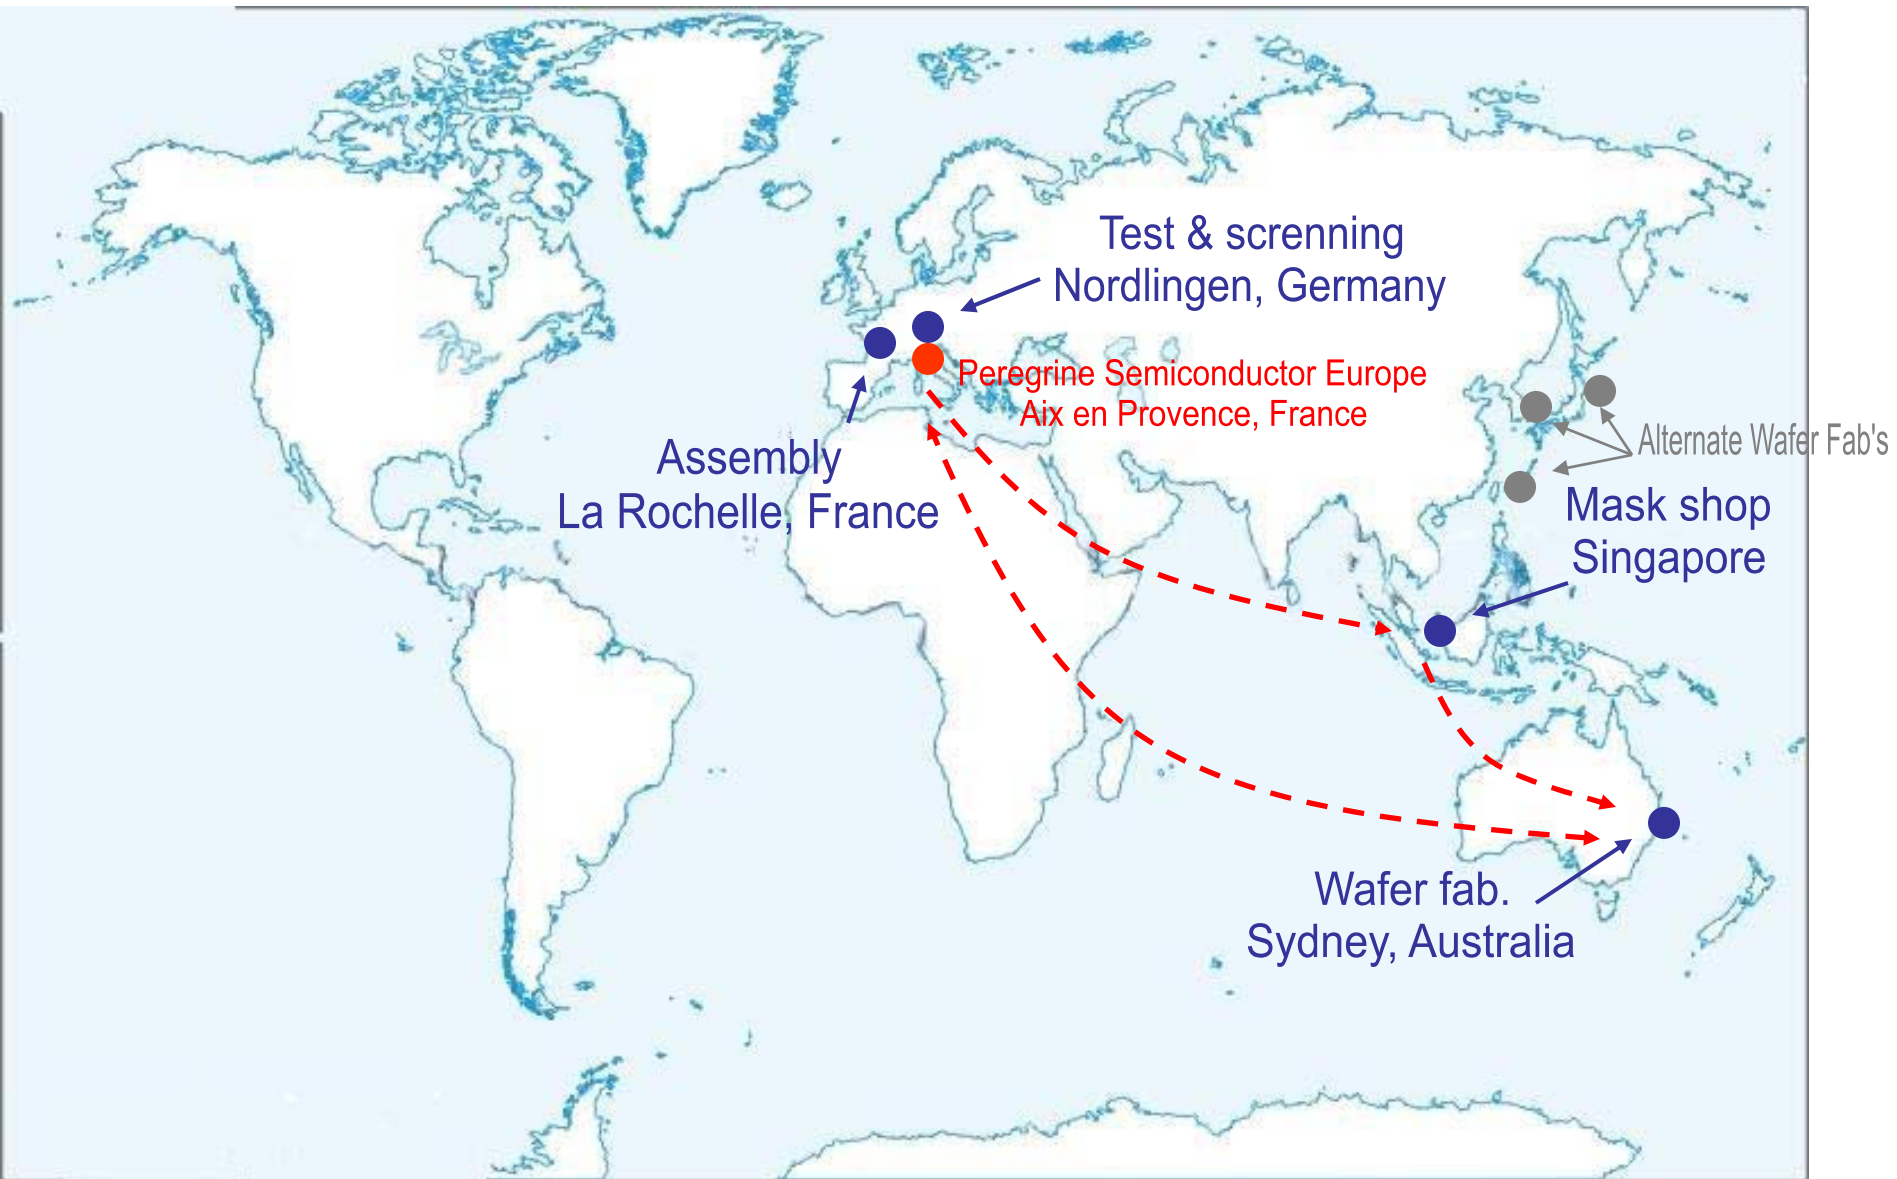 Test & screnning
Nordlingen, Germany
Peregrine Semiconductor Europe
Aix en Provence, France
Alternate Wafer Fab's
Assembly
La Rochelle, France
Mask shop
Singapore
Wafer fab.
Sydney, Australia